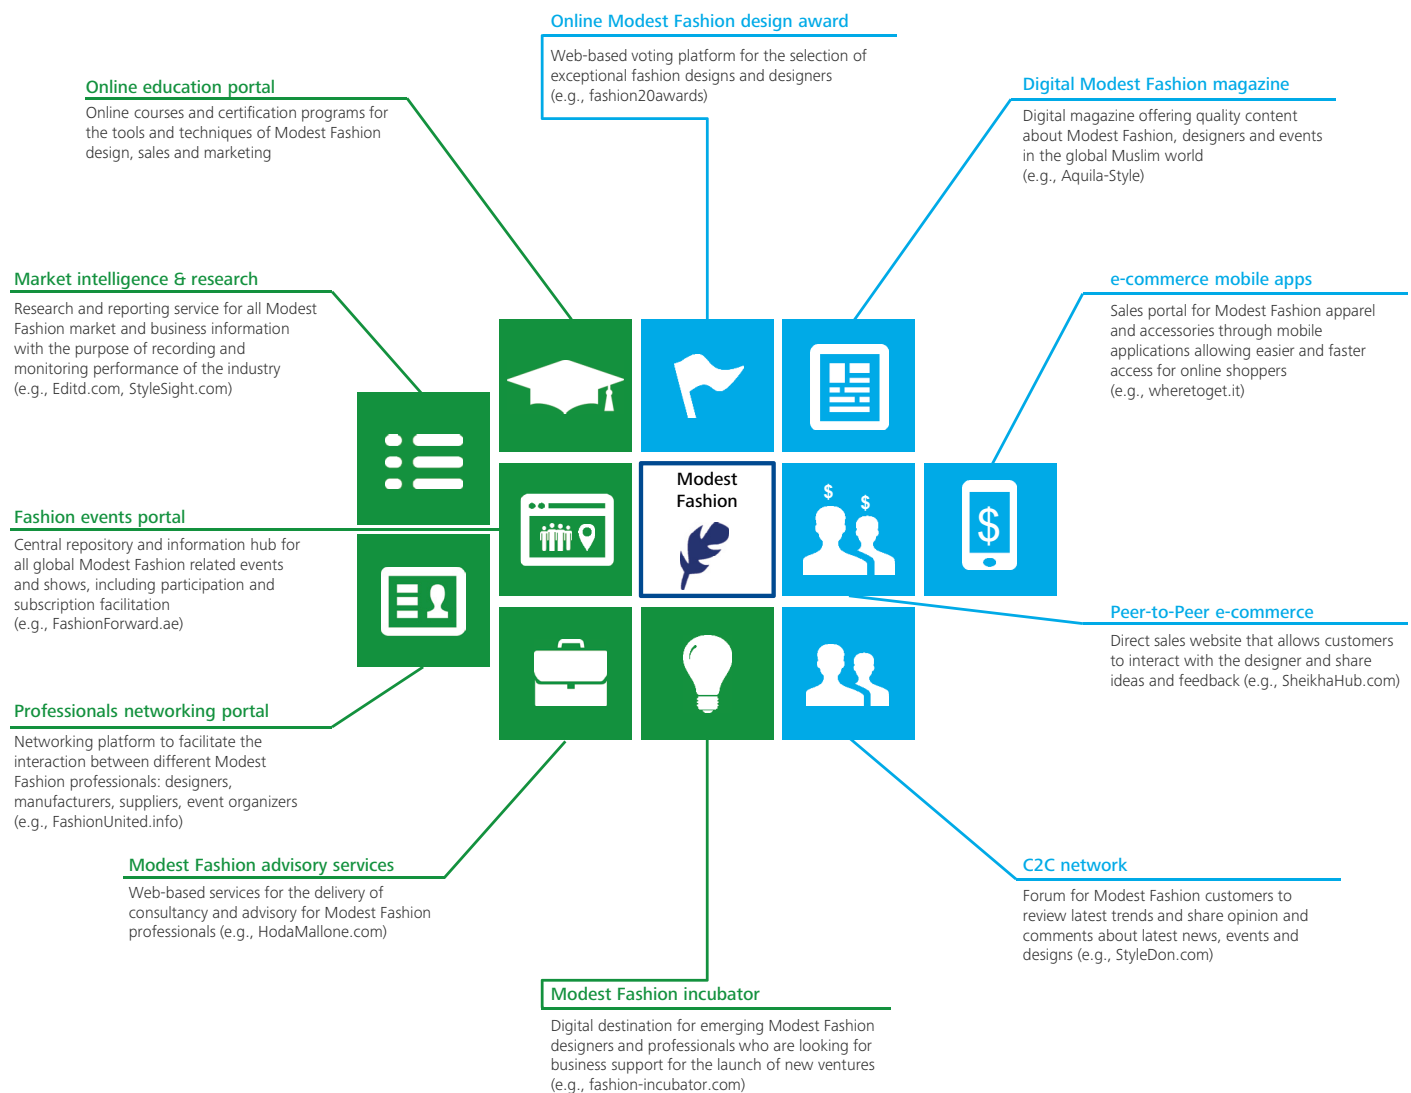 Online Modest Fashion design award
Web-based voting platform for the selection of
exceptional fashion designs and designers
(e.g., fashion20awards)
Online education portal
Online courses and certification programs for
the tools and techniques of Modest Fashion
design, sales and marketing
Digital Modest Fashion magazine
Digital magazine offering quality content
about Modest Fashion, designers and events
in the global Muslim world
(e.g., Aquila-Style)
Market intelligence & research
Research and reporting service for all Modest
Fashion market and business information
with the purpose of recording and
monitoring performance of the industry
(e.g., Editd.com, StyleSight.com)
e-commerce mobile apps
Sales portal for Modest Fashion apparel
and accessories through mobile
applications allowing easier and faster
access for online shoppers
(e.g., wheretoget.it)
Modest
Fashion
$ $
$
Fashion events portal
Central repository and information hub for
all global Modest Fashion related events
and shows, including participation and
subscription facilitation
(e.g., FashionForward.ae)
Peer-to-Peer e-commerce
Direct sales website that allows customers
to interact with the designer and share
ideas and feedback (e.g., SheikhaHub.com)
Professionals networking portal
Networking platform to facilitate the
interaction between different Modest
Fashion professionals: designers,
manufacturers, suppliers, event organizers
(e.g., FashionUnited.info)
Modest Fashion advisory services
Web-based services for the delivery of
consultancy and advisory for Modest Fashion
professionals (e.g., HodaMallone.com)
C2C network
Forum for Modest Fashion customers to
review latest trends and share opinion and
comments about latest news, events and
designs (e.g., StyleDon.com)
Modest Fashion incubator
Digital destination for emerging Modest Fashion
designers and professionals who are looking for
business support for the launch of new ventures
(e.g., fashion-incubator.com)